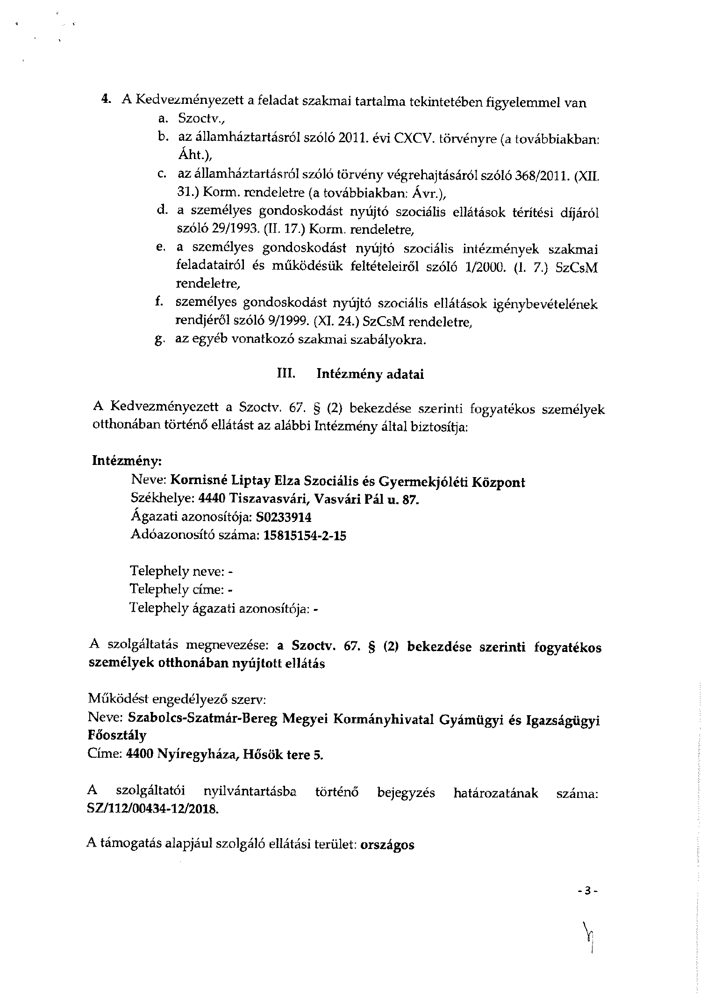 4. A Kedvezményezett a feladat szakmai tartalma tekintetében figyelemmel van
a. Szoctv.,
b. az államháztartásról szóló 2011. évi CXCV. törvényre (a továbbiakban:
Áht.),
c. az államháztartásról szóló törvény végrehajtásáról szóló 368/2011. (XII.
31.) Korm. rendeletre (a továbbiakban: Ávr.),
d. a személyes gondoskodást nyújtó szociális ellátások térítési díjáról
szóló 29/1993. (II. 17.) Korm. rendeletre,
e. a személyes gondoskodást nyújtó szociális intézmények szakmai
feladatairól és működésük feltételeiről szóló 1/2000. (I. 7.) SzCsM
rendeletre,
f. személyes gondoskodást nyújtó szociális ellátások igénybevételének
rendjéről szóló 9/1999. (XI. 24.) SzCsM rendeletre,
g. az egyéb vonatkozó szakmai szabályokra.
III. Intézmény adatai
A Kedvezményezett a Szoctv. 67. § (2) bekezdése szerinti fogyatékos személyek
otthonában történő ellátást az alábbi Intézmény által biztosítja:
Intézmény:
Neve: Kornisné Liptay Elza Szociális és Gyermekjóléti Központ
Székhelye: 4440 Tiszavasvári, Vasvári Pál u. 87.
Ágazati azonosítója: S0233914
Adóazonosító száma: 15815154-2-15
Telephely neve: -
Telephely címe: -
Telephely ágazati azonosítója: -
A szolgáltatás megnevezése: a Szoctv. 67. § (2) bekezdése szerinti fogyatékos
személyek otthonában nyújtott ellátás
Működést engedélyező szerv:
Neve: Szabolcs-Szatmár-Bereg Megyei Kormányhivatal Gyámügyi és Igazságügyi
Főosztály
Címe: 4400 Nyíregyháza, Hősök tere 5.
A szolgáltatói nyilvántartásba történő bejegyzés határozatának száma:
SZ/112/00434-12/2018.
A támogatás alapjául szolgáló ellátási terület: országos
- 3 -